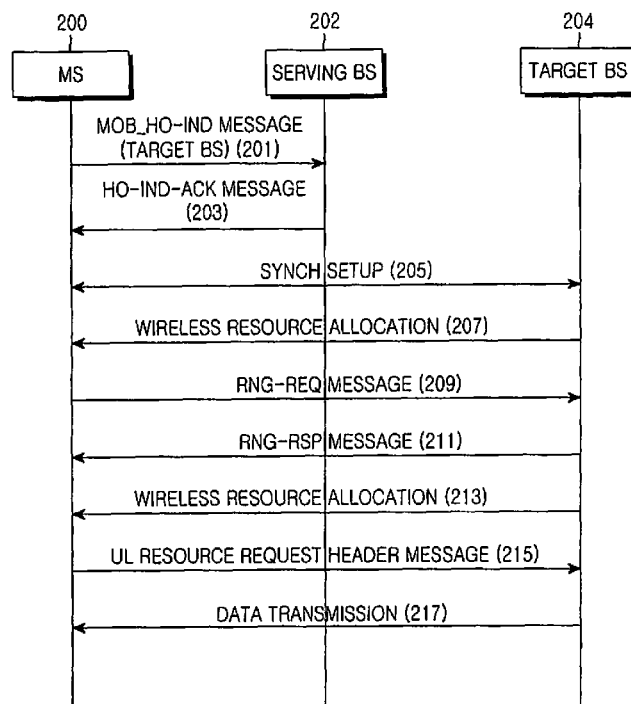 200
202
204
MS
SERVING BS
TARGET BS
MOB_HO-IND MESSAGE
(TARGET BS) (201)
HO-IND-ACK MESSAGE
(203)
SYNCH SETUP (205)
WIRELESS RESOURCE ALLOCATION (207)
RNG-REQ MESSAGE (209)
RNG-RSP MESSAGE (211)
WIRELESS RESOURCE ALLOCATION (213)
UL RESOURCE REQUEST HEADER MESSAGE (215)
DATA TRANSMISSION (217)